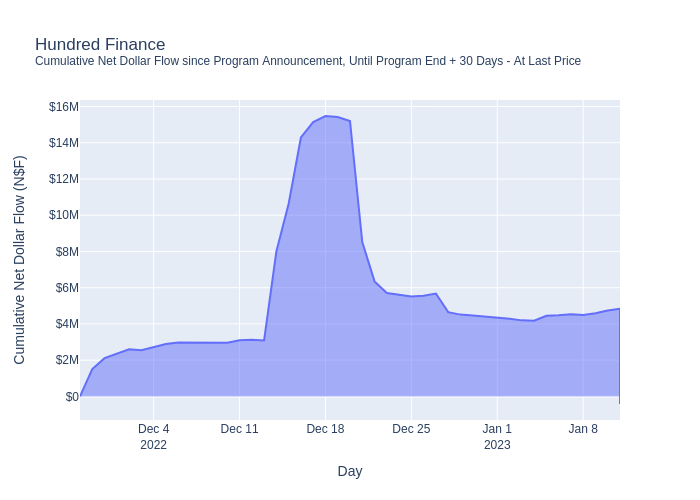 Hundred Finance
Cumulative Net Dollar Flow since Program Announcement, Until Program End + 30 Days - At Last Price
Cumulative Net Dollar Flow (N$F)
$16M
$14M
$12M
$10M
$8M
$6M
$4M
$2M
$0
Dec 4
2022
Dec 11
Dec 18
Dec 25
Jan 1
2023
Jan 8
Day